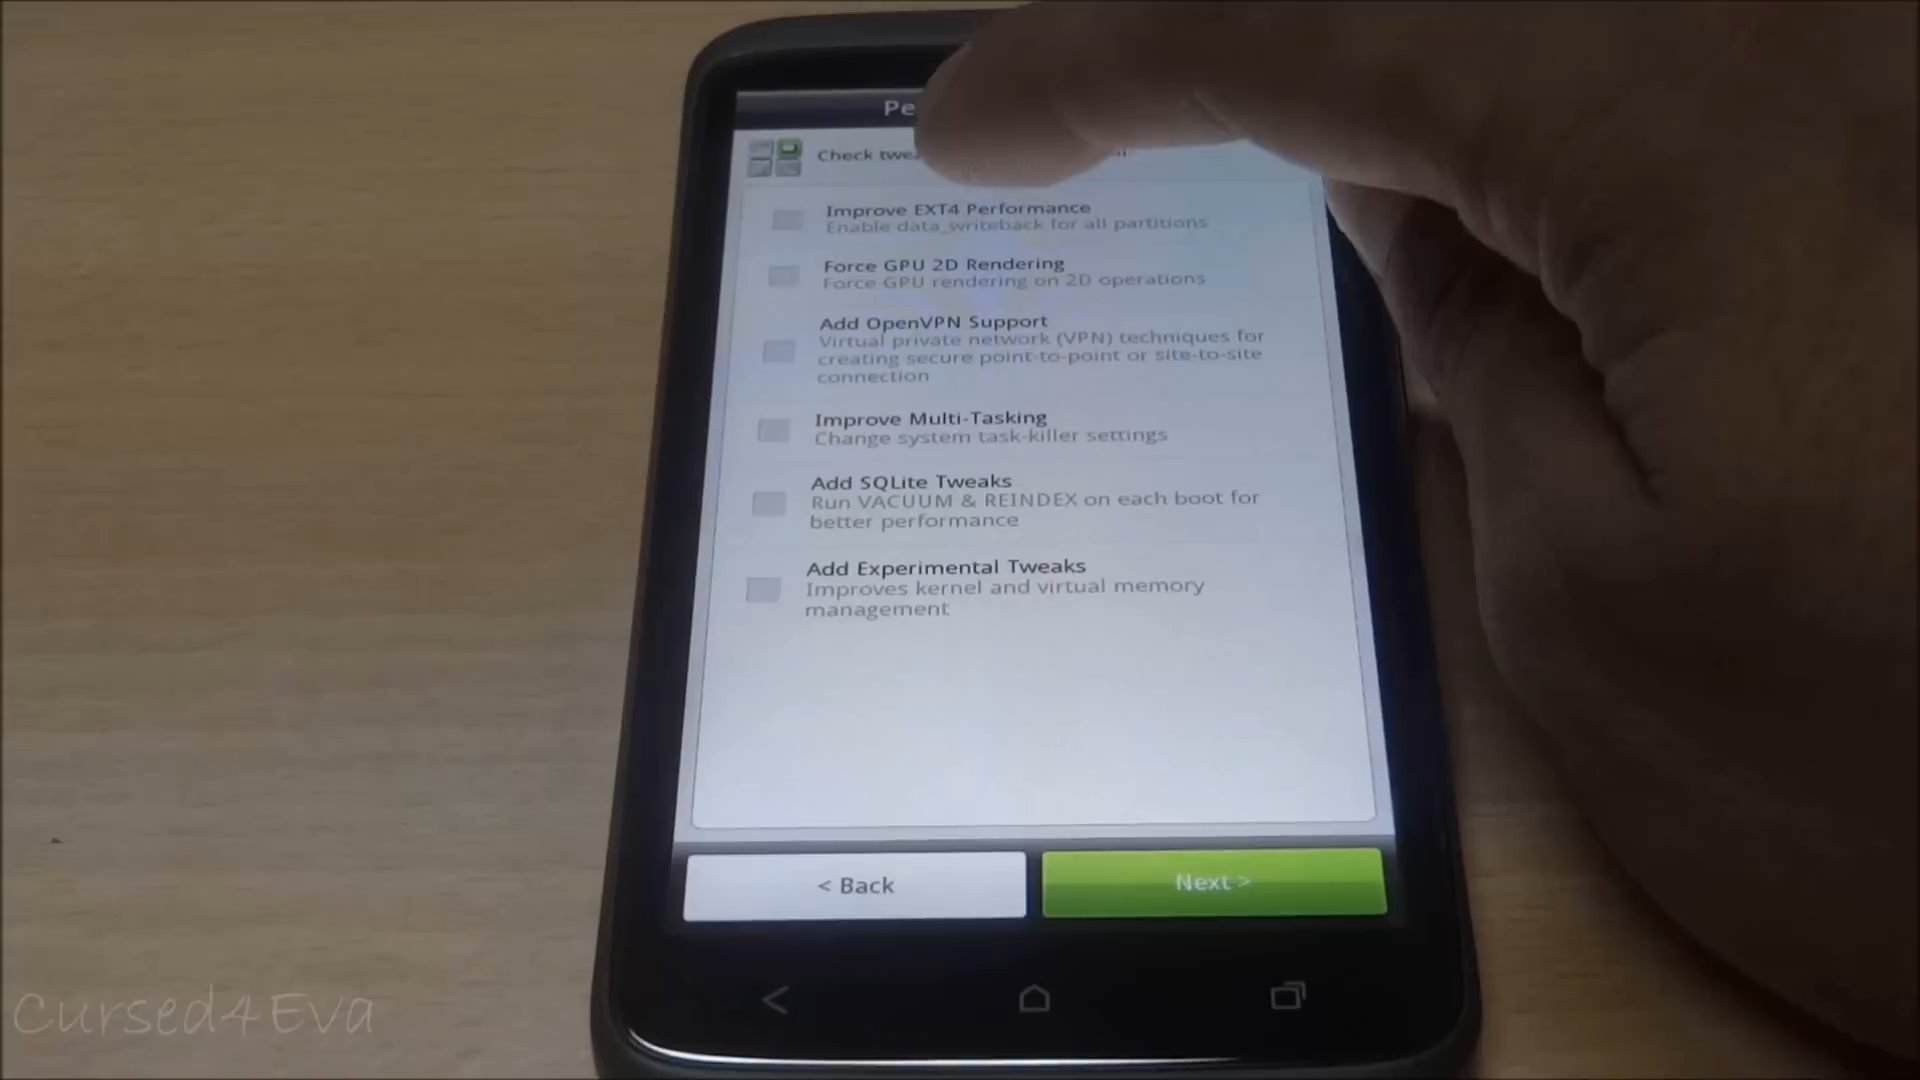 Check
Improve EXT4 Performance
Enable data_writeback for all partitions
Force GPU 2D Rendering
Force GPU rendering on 2D operations
Add OpenVPN Support
Virtual private network (VPN) techniques for
creating secure point-to-point or site-to-site
connection
Improve Multi-Tasking
Change system task-killer settings
Add SQLite Tweaks
Run VACUUM & REINDEX on each boot for
better performance
Add Experimental Tweaks
Improves kernel and virtual memory
management
< Back
Next >
Cursed4Eva